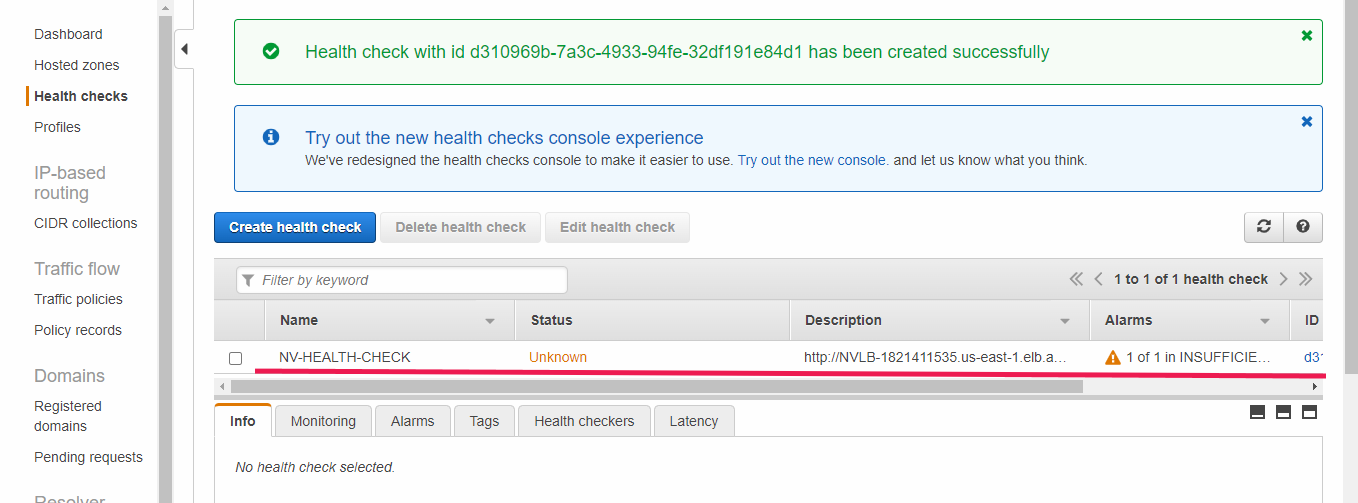 Dashboard
Hosted zones
Health checks
Profiles
IP-based
routing
CIDR collections
Traffic flow
Traffic policies
Policy records
Domains
Registered
domains
Pending requests
Resolver
Health check with id d310969b-7a3c-4933-94fe-32df191e84d1 has been created successfully
Try out the new health checks console experience
We've redesigned the health checks console to make it easier to use. Try out the new console. and let us know what you think.
Create health check Delete health check Edit health check
Filter by keyword 1 to 1 of 1 health check
Name Status Description Alarms ID
NV-HEALTH-CHECK Unknown http://NVLB-1821411535.us-east-1.elb.a... 1 of 1 in INSUFFICIE... d31
Info Monitoring Alarms Tags Health checkers Latency
No health check selected.